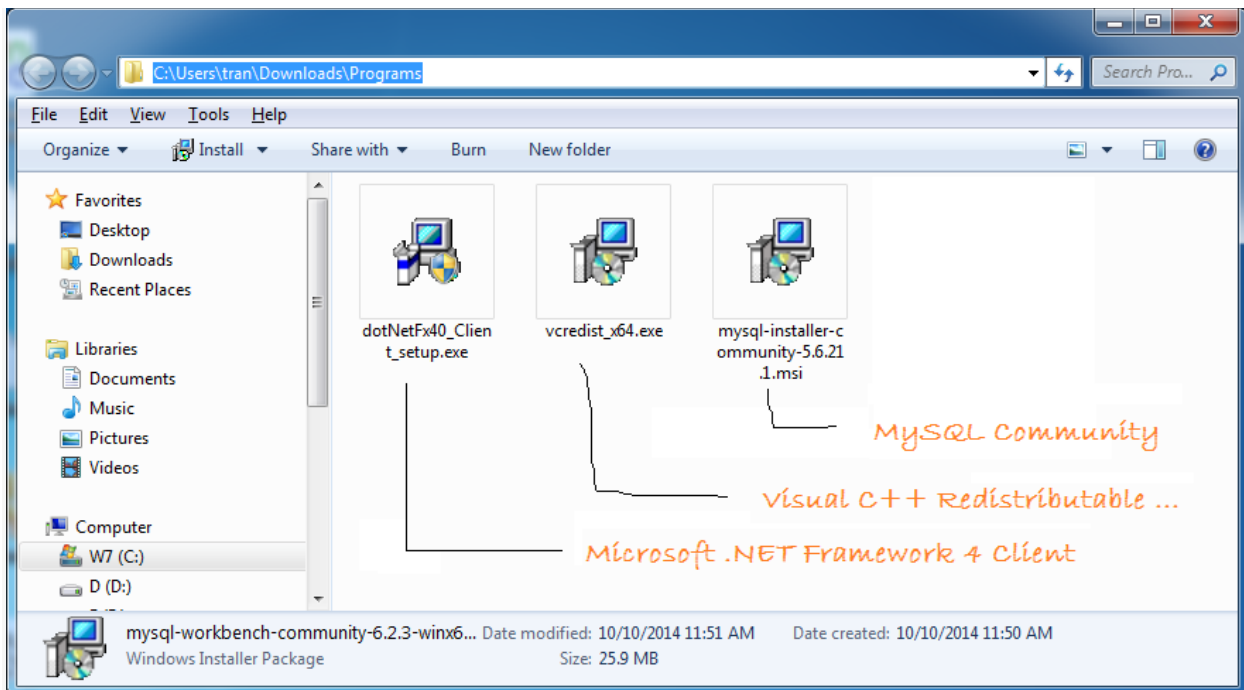 C:\Users\tran\Downloads\Programs
Search Pro...
File Edit View Tools Help
Organize Install Share with Burn New folder
Favorites
Desktop
Downloads
Recent Places
Libraries
Documents
Music
Pictures
Videos
Computer
W7 (C:)
D (D:)
dotNetFx40_Clien
t_setup.exe
vcredist_x64.exe
mysql-installer-c
ommunity-5.6.21
.1.msi
MySQL Community
Visual C++ Redistributable ...
Microsoft .NET Framework 4 Client
mysql-workbench-community-6.2.3-winx6... Date modified: 10/10/2014 11:51 AM Date created: 10/10/2014 11:50 AM
Windows Installer Package Size: 25.9 MB